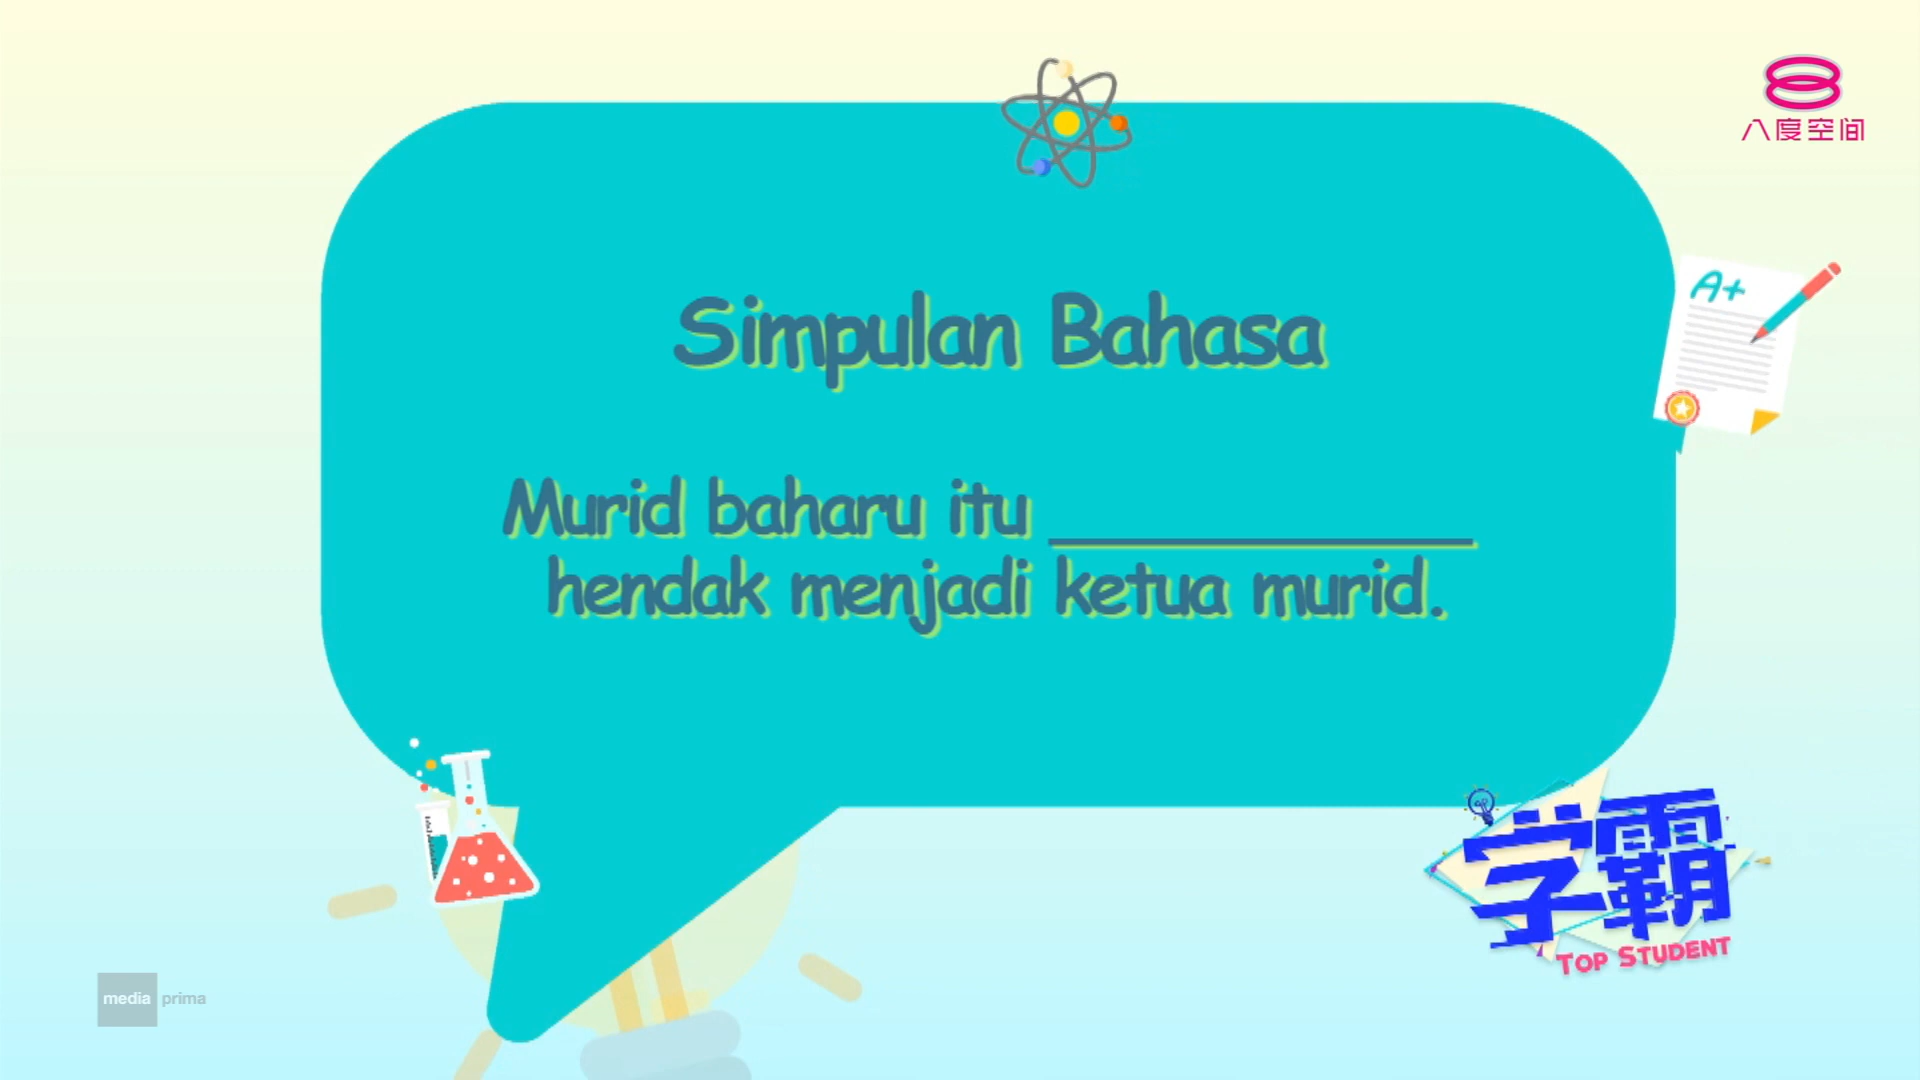 八度空间
A+
Simpulan Bahasa
Murid baharu itu ____________
hendak menjadi ketua murid.
学霸
TOP STUDENT
media prima